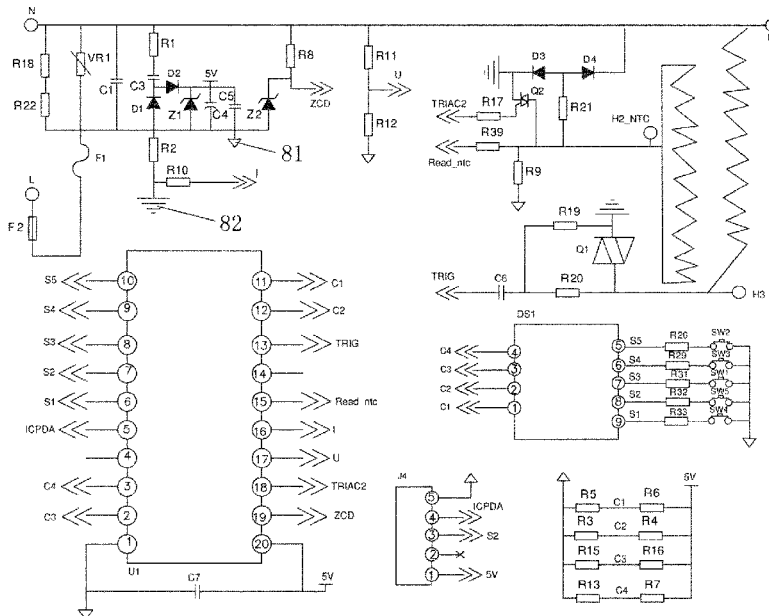 N
R18
VR1
R1
D2
5V
R8
R11
U
D3
D4
Q2
TRIAC2
R17
R21
H2_NTC
C1
C3
C5
ZCD
R22
D1
Z1
C4
Z2
R12
R39
Read_ntc
R2
81
R9
F1
R10
I
L
82
F2
R19
Q1
TRIG
C6
R20
H3
S5
10
11
C1
S4
9
12
C2
S3
8
13
TRIG
S2
7
14
S1
6
15
Read_ntc
ICPDA
5
16
I
4
17
U
C4
3
18
TRIAC2
C3
2
19
ZCD
1
20
U1
C7
5V
DS1
C4
4
5
S5
R26
SW2
C3
3
6
S4
R29
SW3
C2
2
7
S3
R31
SW1
C1
1
8
S2
R32
SW5
9
S1
R33
SW4
J4
5
ICPDA
4
3
S2
2
1
5V
5V
R5
C1
R6
R3
C2
R4
R15
C3
R16
R13
C4
R7